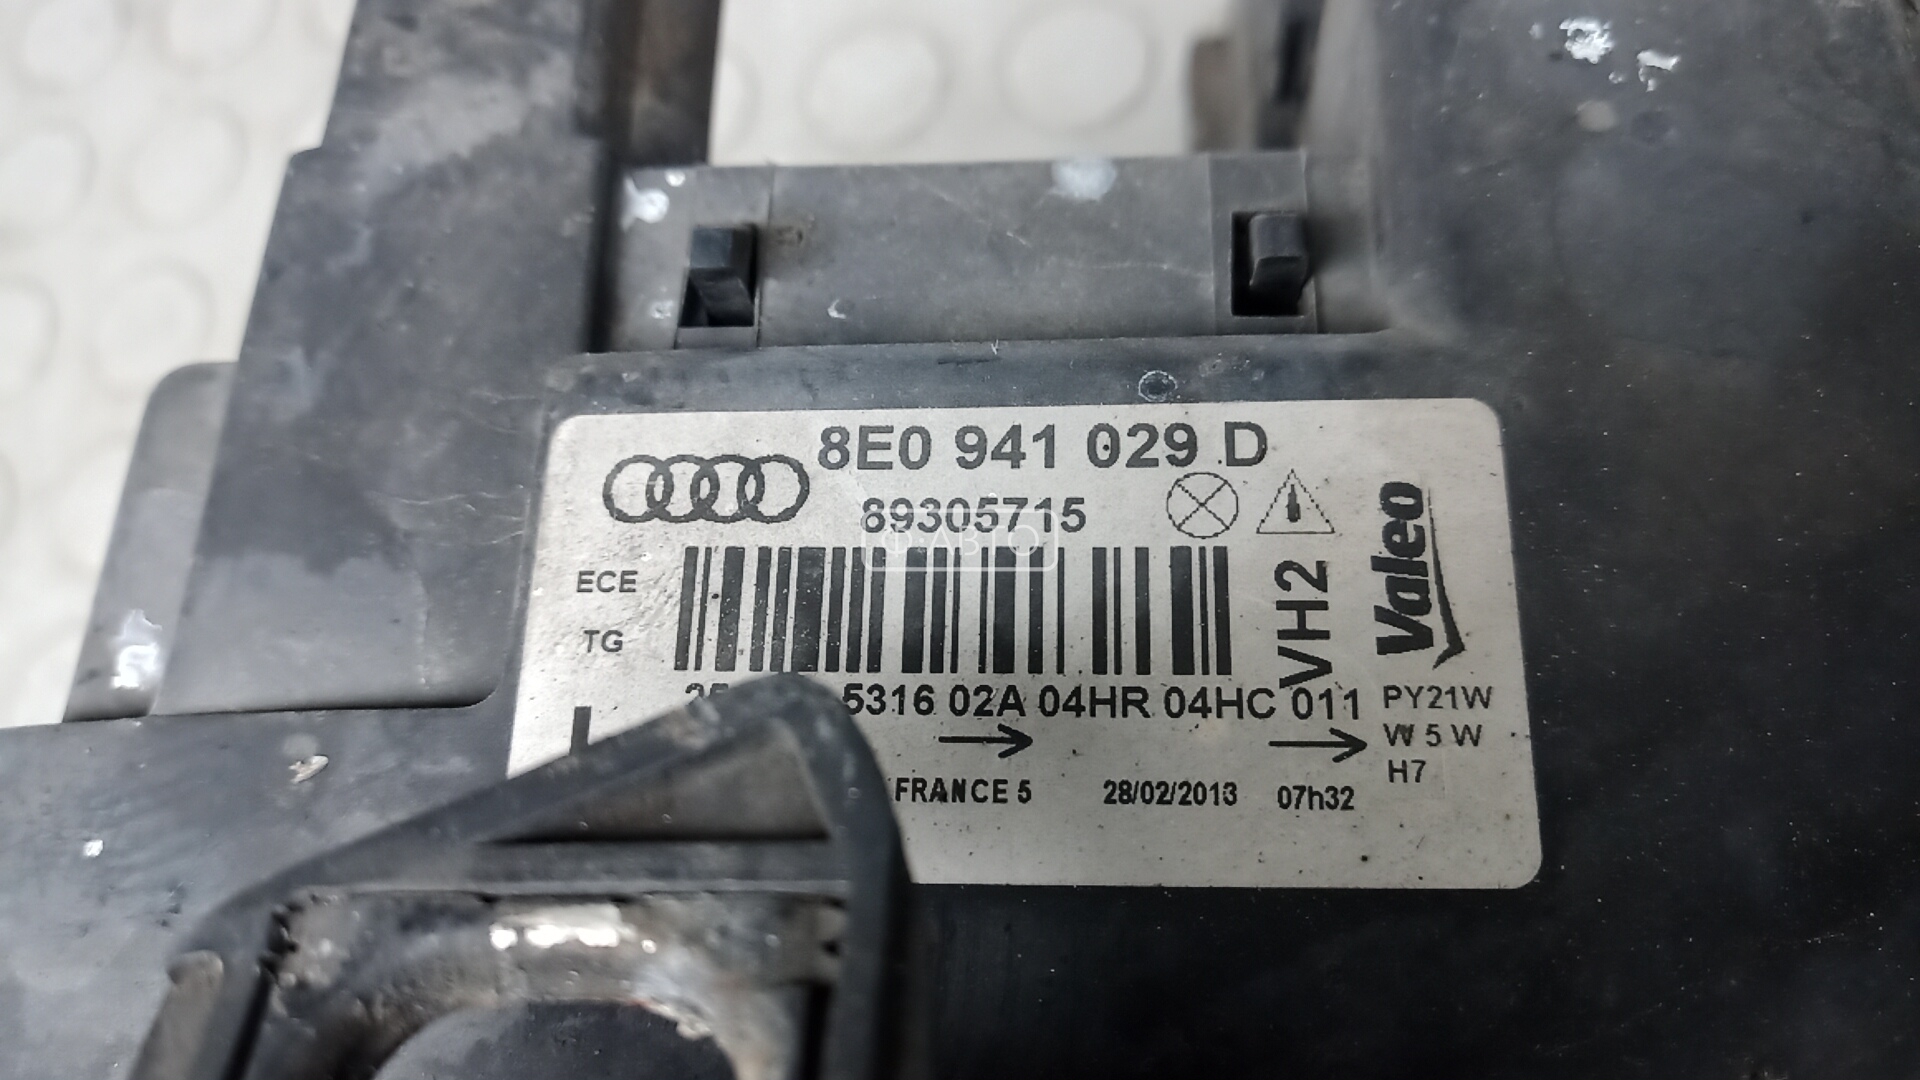 8E0 941 029 D
89305715
Ф-АВТО
ECE
TG
VH2
Valeo
5316 02A 04HR 04HC 011
PY21W
W 5 W
H7
L
FRANCE 5 28/02/2013 07h32